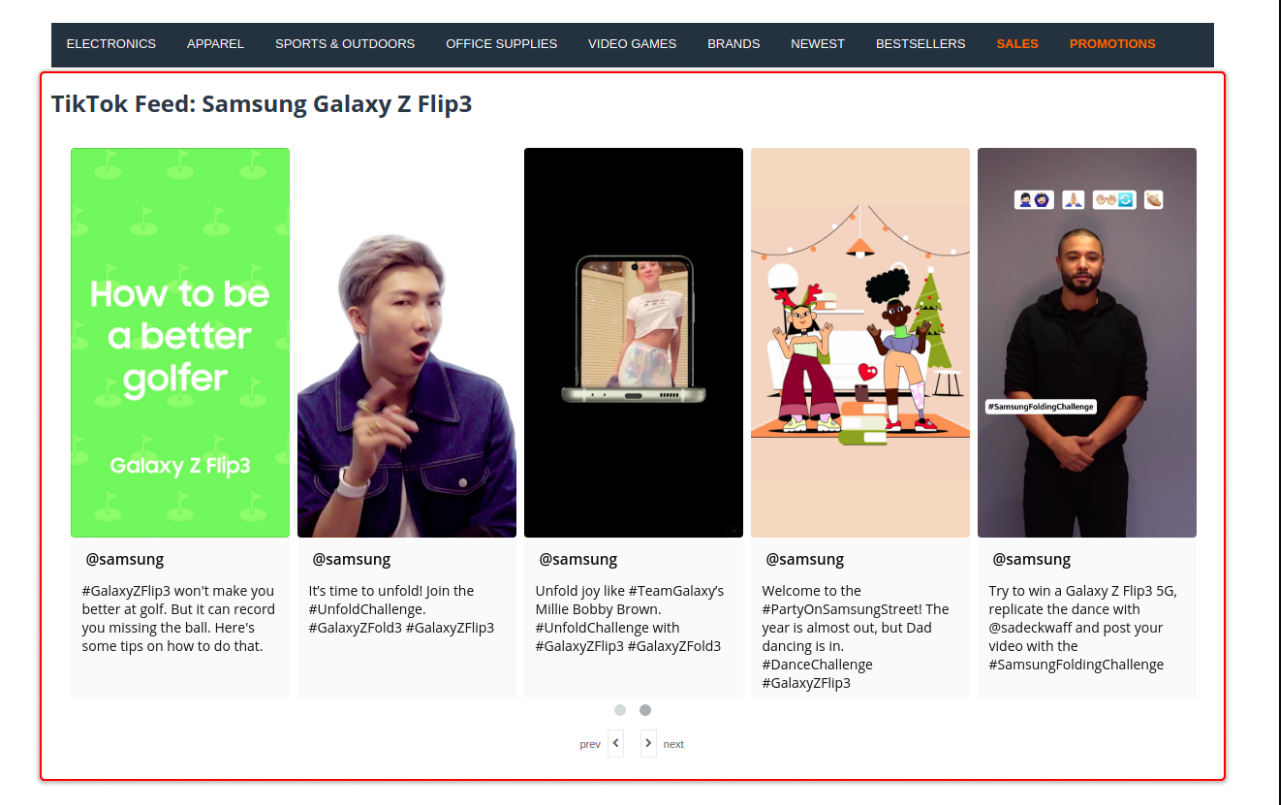 ELECTRONICS APPAREL SPORTS & OUTDOORS OFFICE SUPPLIES VIDEO GAMES BRANDS NEWEST BESTSELLERS SALES PROMOTIONS
TikTok Feed: Samsung Galaxy Z Flip3
How to be
a better
golfer
Galaxy Z Flip3
@samsung
#GalaxyZFlip3 won't make you
better at golf. But it can record
you missing the ball. Here's
some tips on how to do that.
@samsung
It’s time to unfold! Join the
#UnfoldChallenge.
#GalaxyZFold3 #GalaxyZFlip3
@samsung
Unfold joy like #TeamGalaxy’s
Millie Bobby Brown.
#UnfoldChallenge with
#GalaxyZFlip3 #GalaxyZFold3
@samsung
Welcome to the
#PartyOnSamsungStreet! The
year is almost out, but Dad
dancing is in.
#DanceChallenge
#GalaxyZFlip3
#SamsungFoldingChallenge
@samsung
Try to win a Galaxy Z Flip3 5G,
replicate the dance with
@sadeckwaff and post your
video with the
#SamsungFoldingChallenge
prev next